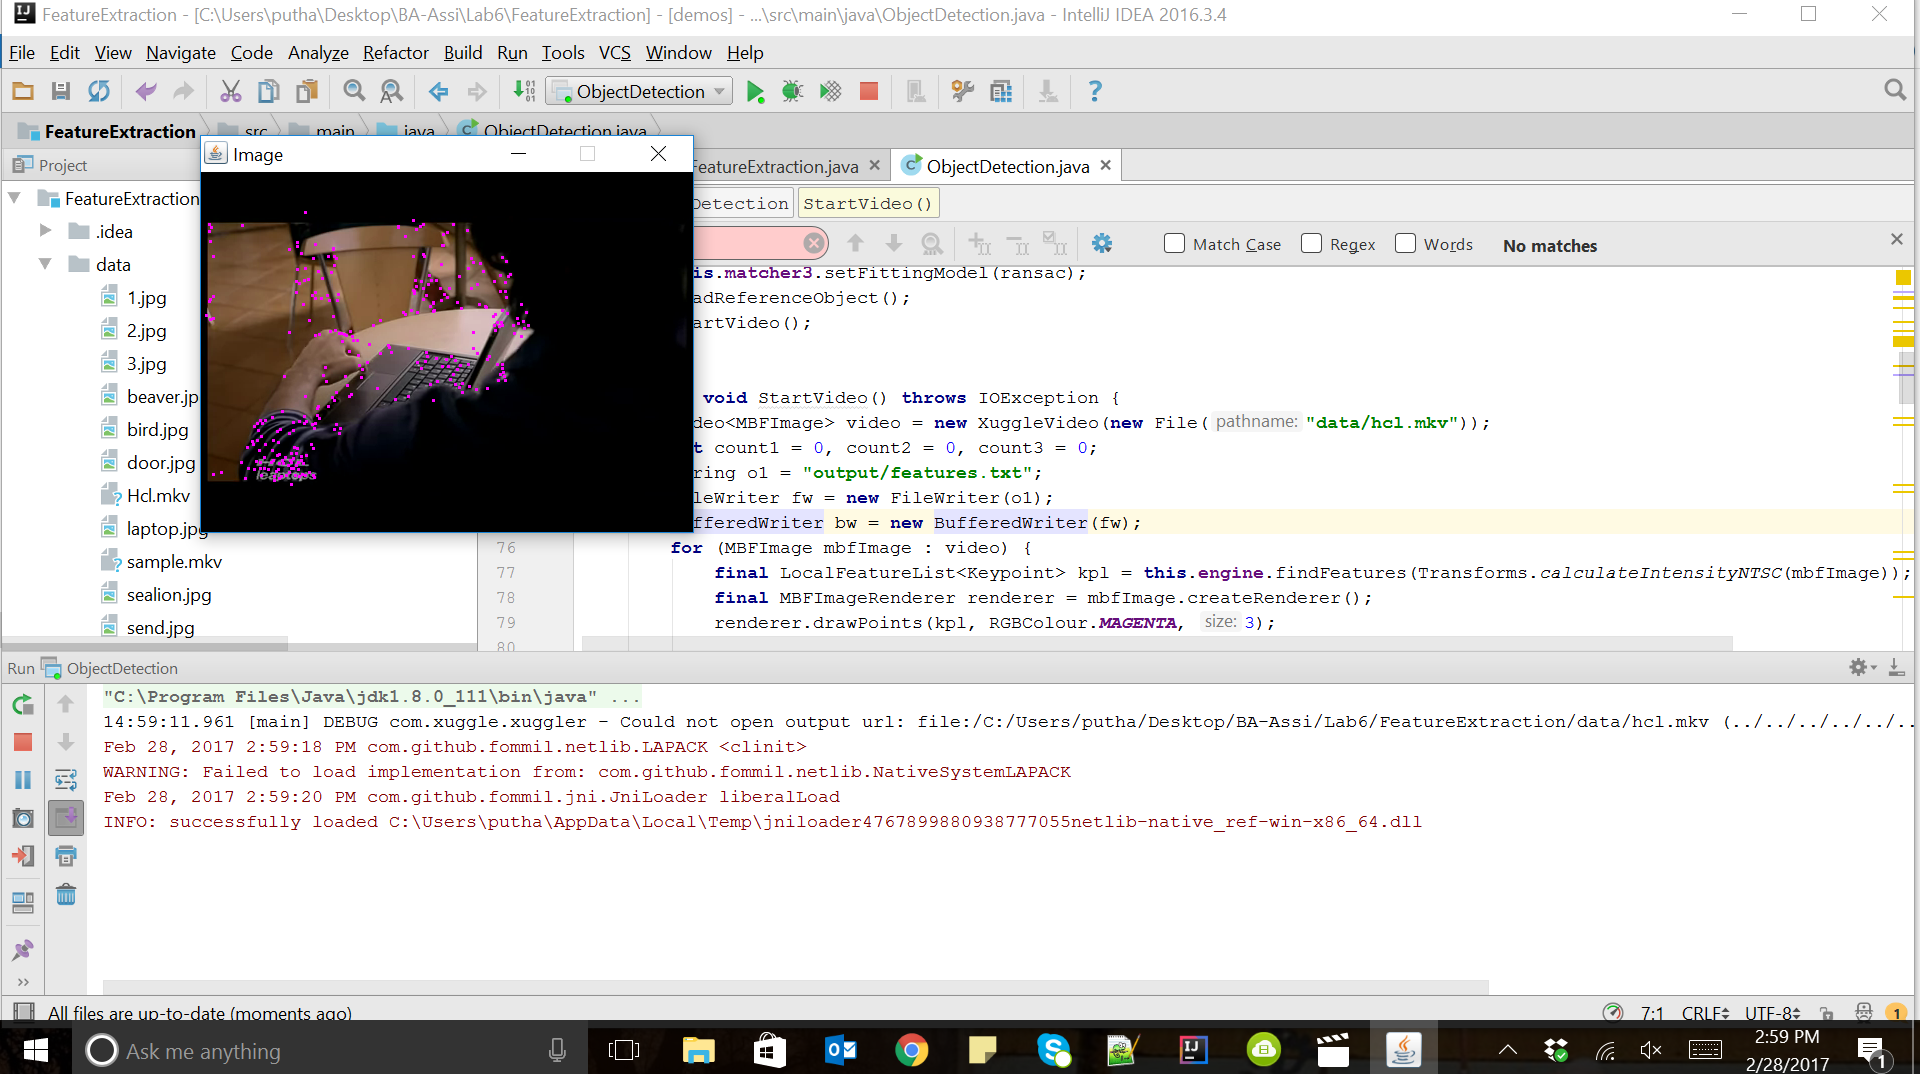 FeatureExtraction - [C:\Users\putha\Desktop\BA-Assi\Lab6\FeatureExtraction] - [demos] - ...\src\main\java\ObjectDetection.java - IntelliJ IDEA 2016.3.4
File Edit View Navigate Code Analyze Refactor Build Run Tools VCS Window Help
ObjectDetection
FeatureExtraction src main java ObjectDetection.java
Image
Project
FeatureExtraction.java ObjectDetection.java
Detection StartVideo()
Match Case Regex Words No matches
FeatureExtraction
.idea
data
1.jpg
2.jpg
3.jpg
beaver.jp
bird.jpg
door.jpg
Hcl.mkv
laptop.jpg
sample.mkv
sealion.jpg
send.jpg
laptops
is.matcher3.setFittingModel(ransac);
adReferenceObject();
artVideo();
void StartVideo() throws IOException {
deo<MBFImage> video = new XuggleVideo(new File( pathname: "data/hcl.mkv"));
t count1 = 0, count2 = 0, count3 = 0;
ring o1 = "output/features.txt";
leWriter fw = new FileWriter(o1);
fferedWriter bw = new BufferedWriter(fw);
76 for (MBFImage mbfImage : video) {
77 final LocalFeatureList<Keypoint> kpl = this.engine.findFeatures(Transforms.calculateIntensityNTSC(mbfImage));
78 final MBFImageRenderer renderer = mbfImage.createRenderer();
79 renderer.drawPoints(kpl, RGBColour.MAGENTA, size: 3);
80
Run ObjectDetection
"C:\Program Files\Java\jdk1.8.0_111\bin\java" ...
14:59:11.961 [main] DEBUG com.xuggle.xuggler - Could not open output url: file:/C:/Users/putha/Desktop/BA-Assi/Lab6/FeatureExtraction/data/hcl.mkv (../../../../../..
Feb 28, 2017 2:59:18 PM com.github.fommil.netlib.LAPACK <clinit>
WARNING: Failed to load implementation from: com.github.fommil.netlib.NativeSystemLAPACK
Feb 28, 2017 2:59:20 PM com.github.fommil.jni.JniLoader liberalLoad
INFO: successfully loaded C:\Users\putha\AppData\Local\Temp\jniloader4767899880938777055netlib-native_ref-win-x86_64.dll
All files are up-to-date (moments ago)
7:1 CRLF UTF-8 1
Ask me anything
2:59 PM
2/28/2017
1